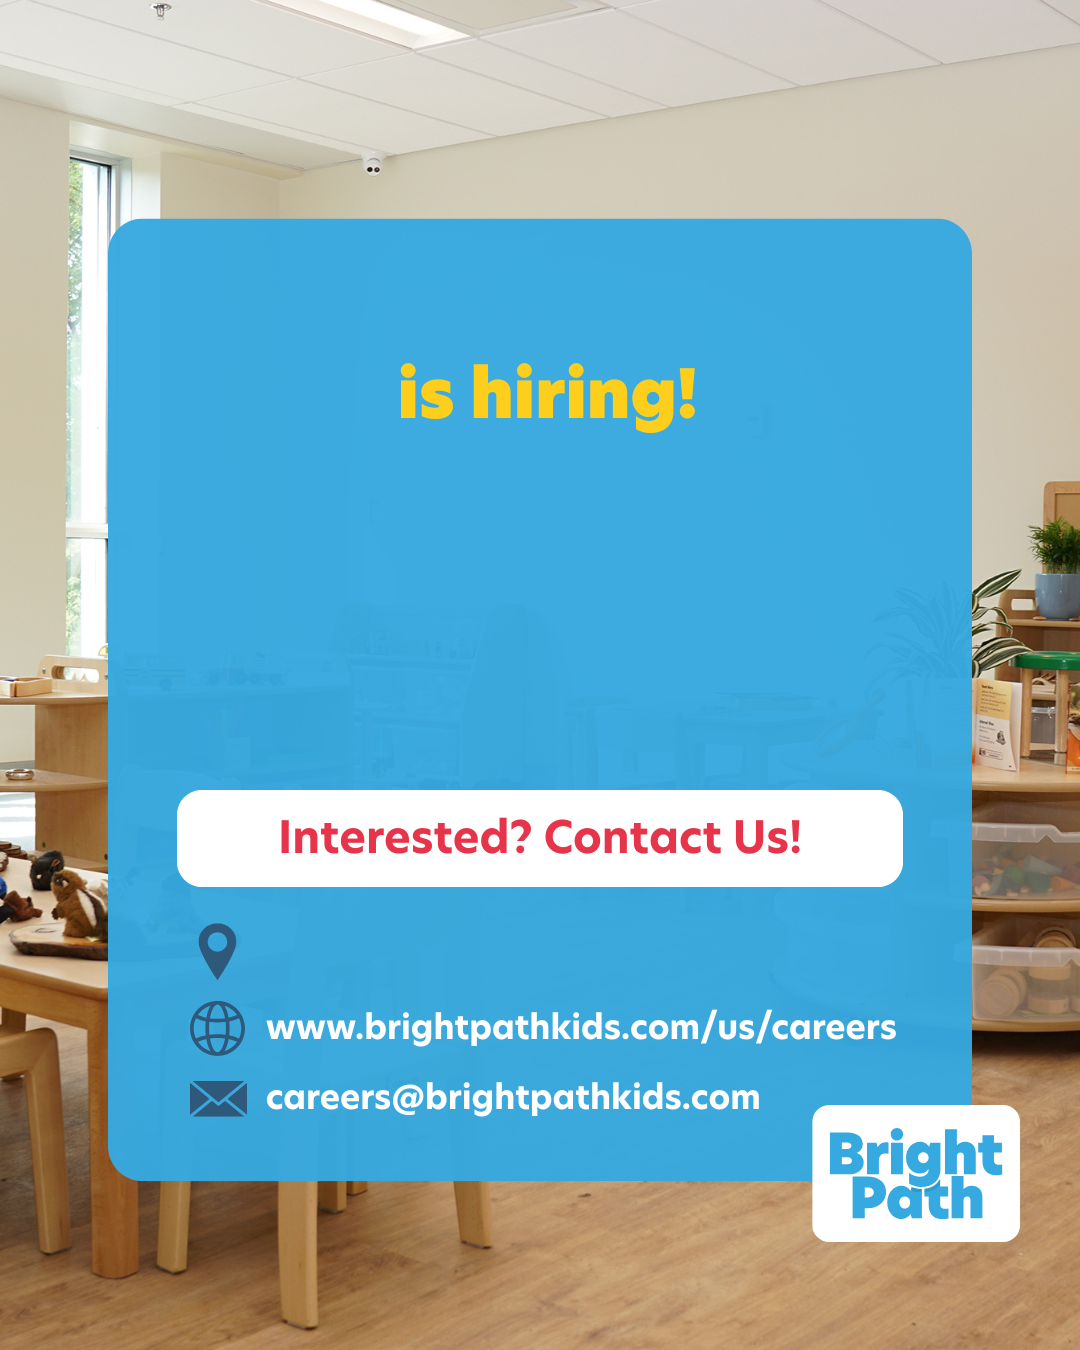 is hiring!
Interested? Contact Us!
www.brightpathkids.com/us/careers
careers@brightpathkids.com
Bright
Path